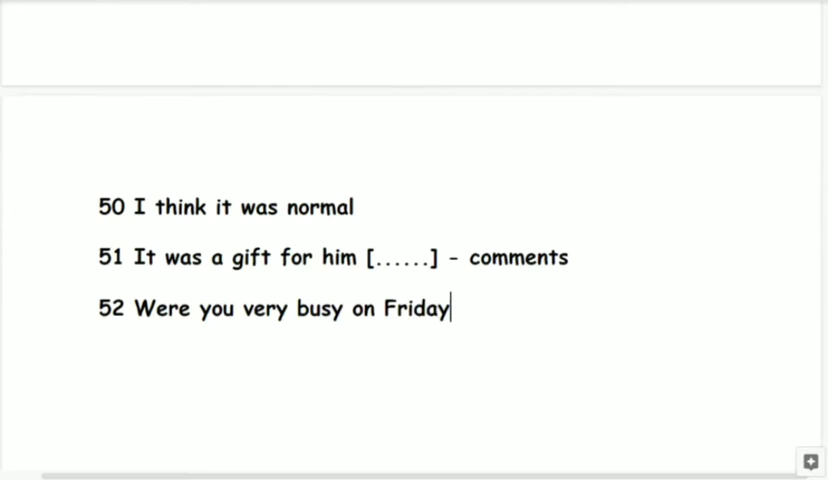 50 I think it was normal
51 It was a gift for him [......] - comments
52 Were you very busy on Friday